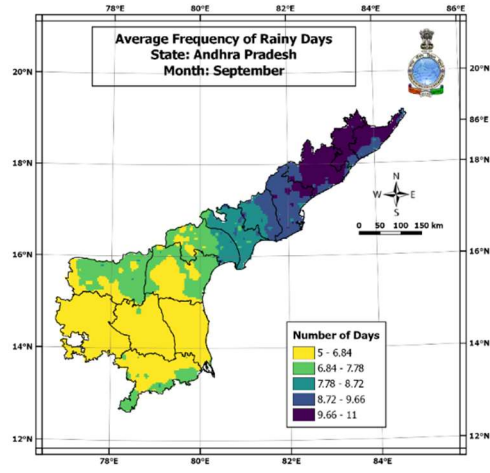 78°E 80°E 82°E 84°E 86°E
Average Frequency of Rainy Days
State: Andhra Pradesh
Month: September
20°N 20°N
86°E
18°N 18°N
N
W E
S
0 50 100 150 km
16°N 16°N
Number of Days
5 - 6.84
6.84 - 7.78
7.78 - 8.72
8.72 - 9.66
9.66 - 11
14°N 14°N
12°N 12°N
78°E 80°E 82°E 84°E